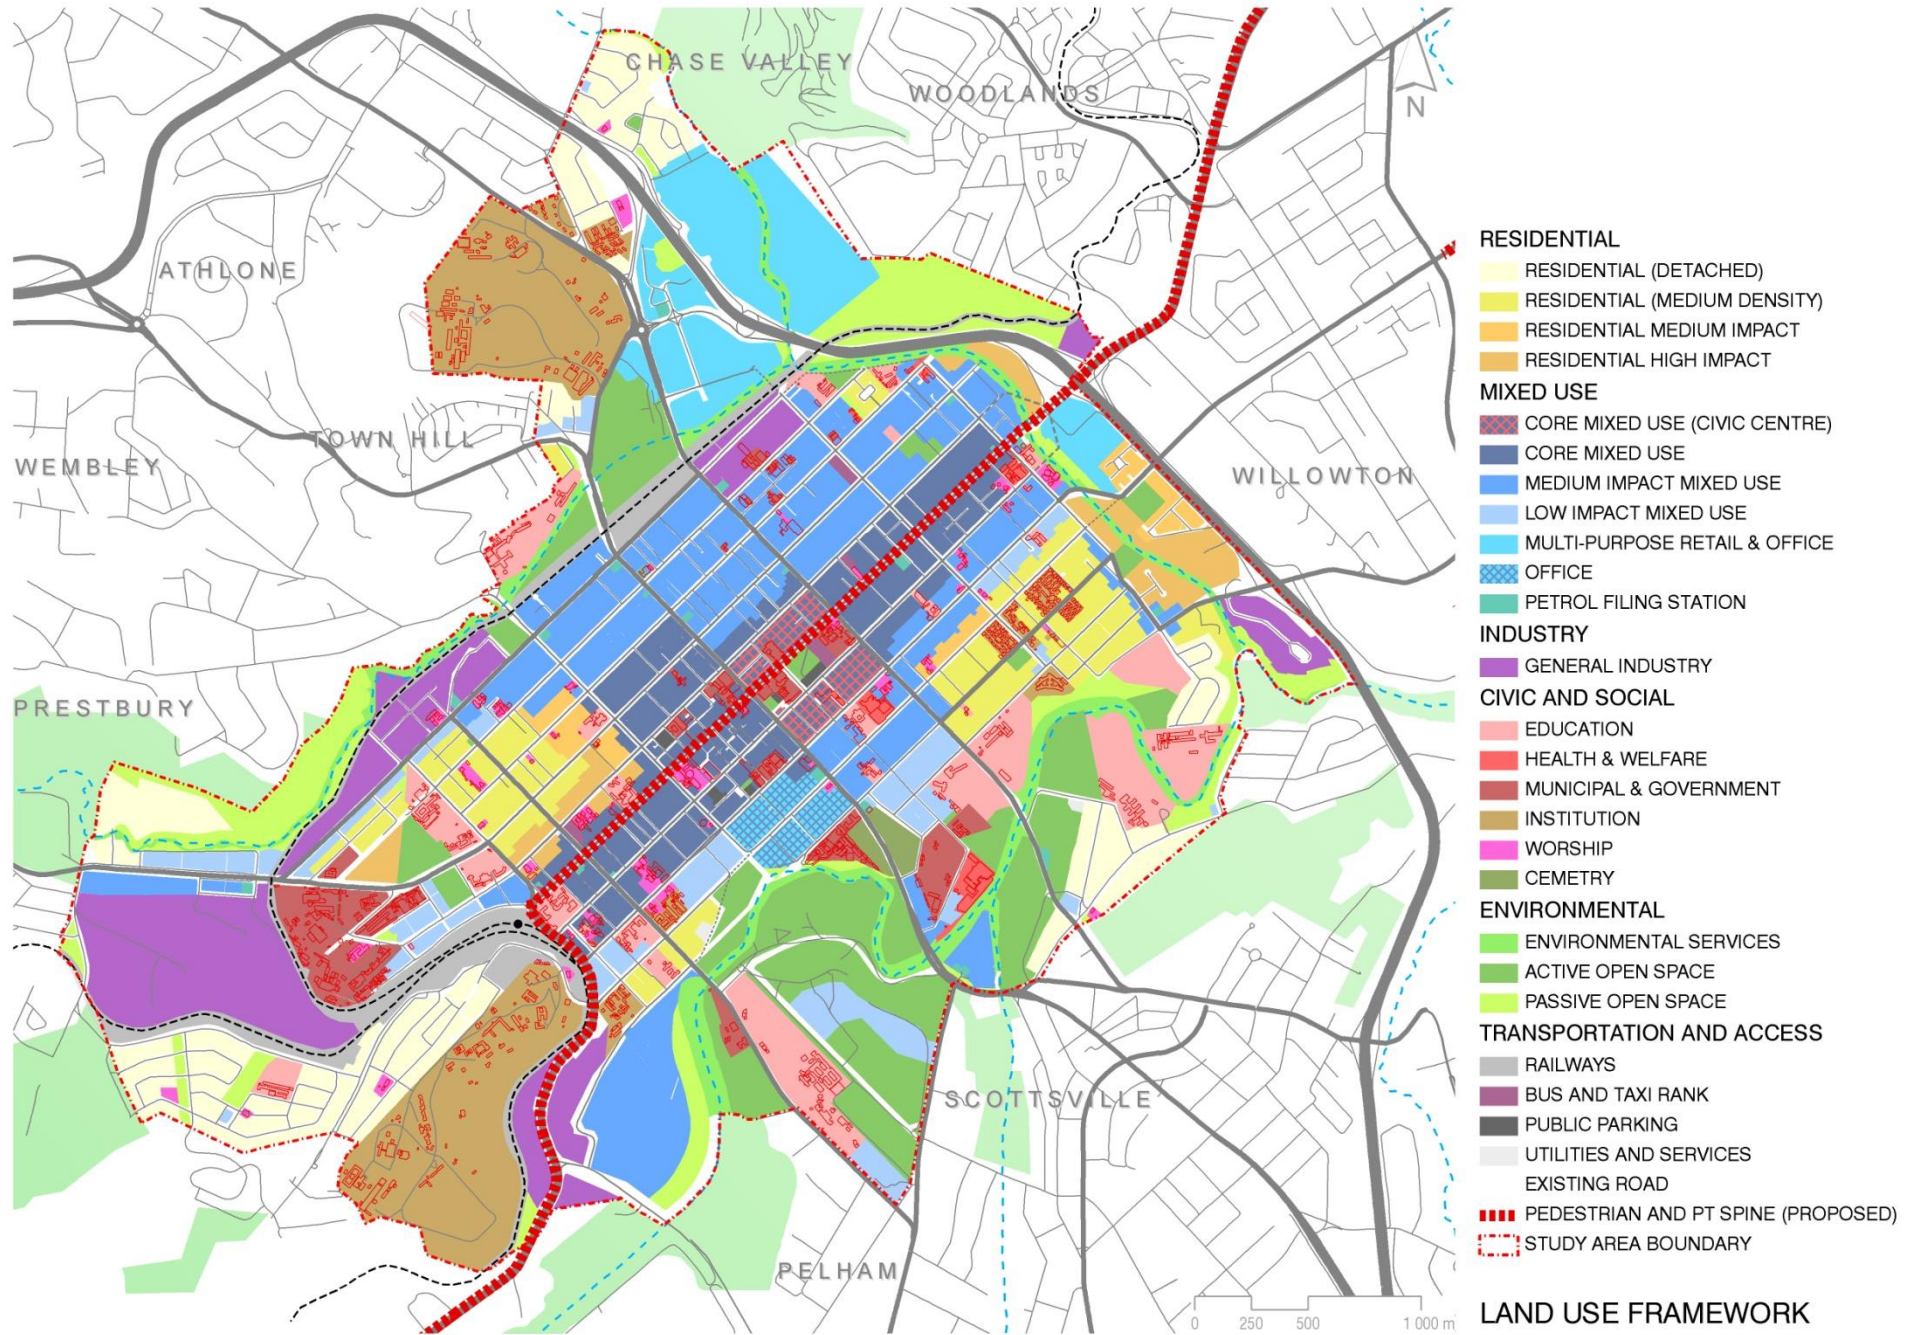 CHASE VALLEY
WOODLANDS
N
ATHLONE
TOWN HILL
WEMBLEY
WILLOWTON
PRESTBURY
SCOTTSVILLE
PELHAM
0 250 500 1 000 m
RESIDENTIAL
RESIDENTIAL (DETACHED)
RESIDENTIAL (MEDIUM DENSITY)
RESIDENTIAL MEDIUM IMPACT
RESIDENTIAL HIGH IMPACT
MIXED USE
CORE MIXED USE (CIVIC CENTRE)
CORE MIXED USE
MEDIUM IMPACT MIXED USE
LOW IMPACT MIXED USE
MULTI-PURPOSE RETAIL & OFFICE
OFFICE
PETROL FILING STATION
INDUSTRY
GENERAL INDUSTRY
CIVIC AND SOCIAL
EDUCATION
HEALTH & WELFARE
MUNICIPAL & GOVERNMENT
INSTITUTION
WORSHIP
CEMETRY
ENVIRONMENTAL
ENVIRONMENTAL SERVICES
ACTIVE OPEN SPACE
PASSIVE OPEN SPACE
TRANSPORTATION AND ACCESS
RAILWAYS
BUS AND TAXI RANK
PUBLIC PARKING
UTILITIES AND SERVICES
EXISTING ROAD
PEDESTRIAN AND PT SPINE (PROPOSED)
STUDY AREA BOUNDARY
LAND USE FRAMEWORK